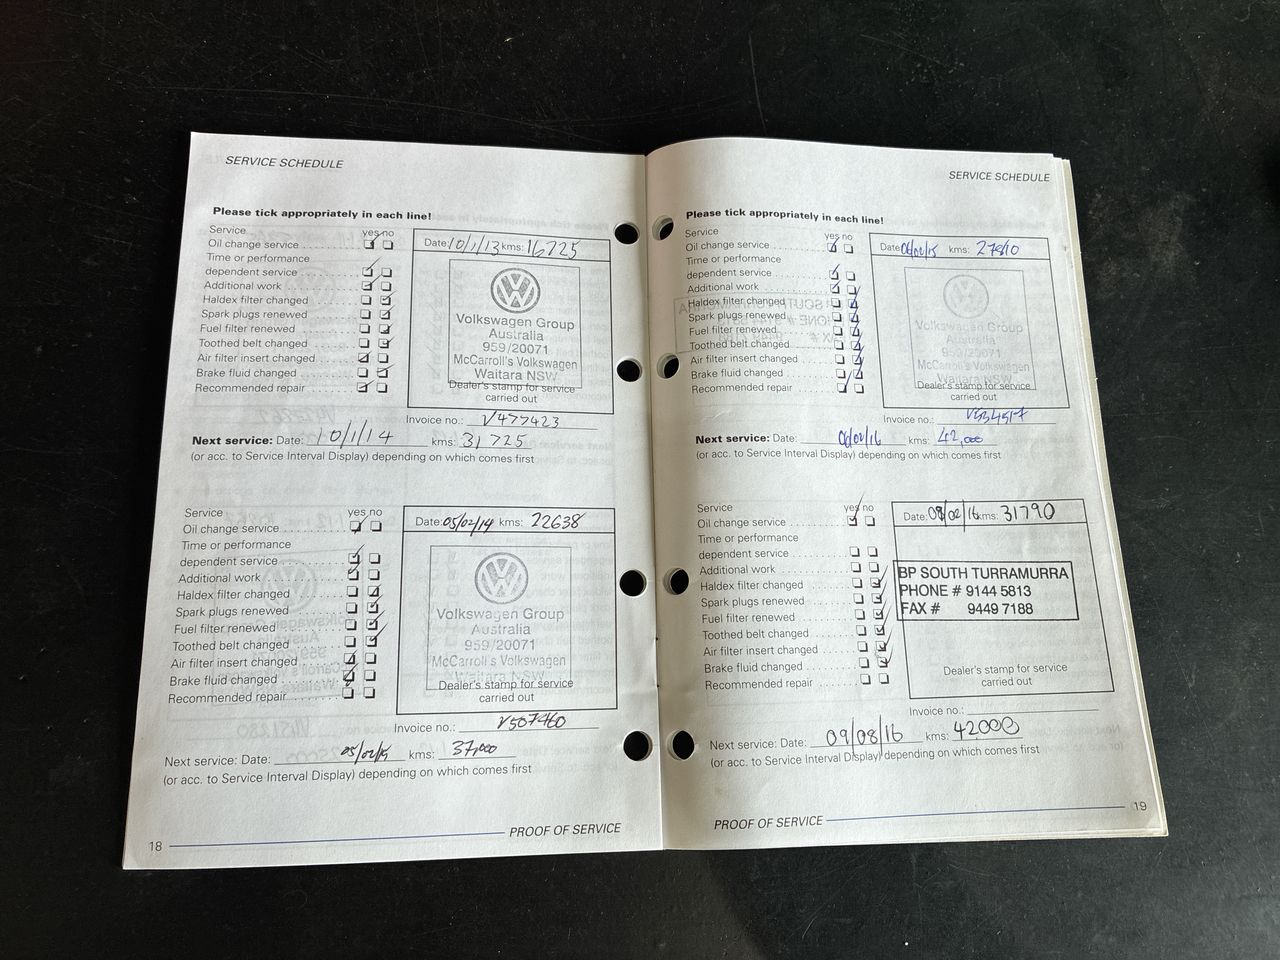 SERVICE SCHEDULE
Please tick appropriately in each line!
Service yes no
Oil change service
Time or performance
dependent service
Additional work
Haldex filter changed
Spark plugs renewed
Fuel filter renewed
Toothed belt changed
Air filter insert changed
Brake fluid changed
Recommended repair
Date: 10/1/13 kms: 16725
Volkswagen Group
Australia
959/20071
McCarroll's Volkswagen
Waitara NSW
Dealer's stamp for service
carried out
Invoice no.: V477423
Next service: Date: 10/1/14 kms: 31725
(or acc. to Service Interval Display) depending on which comes first
Service yes no
Oil change service
Time or performance
dependent service
Additional work
Haldex filter changed
Spark plugs renewed
Fuel filter renewed
Toothed belt changed
Air filter insert changed
Brake fluid changed
Recommended repair
Date: 05/02/14 kms: 22638
Volkswagen Group
Australia
959/20071
McCarroll's Volkswagen
Waitara NSW
Dealer's stamp for service
carried out
Invoice no.: V507460
Next service: Date: 05/02/15 kms: 37,000
(or acc. to Service Interval Display) depending on which comes first
PROOF OF SERVICE
18
SERVICE SCHEDULE
Please tick appropriately in each line!
Service yes no
Oil change service
Time or performance
dependent service
Additional work
Haldex filter changed
Spark plugs renewed
Fuel filter renewed
Toothed belt changed
Air filter insert changed
Brake fluid changed
Recommended repair
Date: 06/02/15 kms: 27810
Volkswagen Group
Australia
959/20071
McCarroll's Volkswagen
Waitara NSW
Dealer's stamp for service
carried out
Invoice no.:
Next service: Date: 06/02/16 kms: 42,000
(or acc. to Service Interval Display) depending on which comes first
Service yes no
Oil change service
Time or performance
dependent service
Additional work
Haldex filter changed
Spark plugs renewed
Fuel filter renewed
Toothed belt changed
Air filter insert changed
Brake fluid changed
Recommended repair
Date: 09/02/16 kms: 31790
BP SOUTH TURRAMURRA
PHONE # 9144 5813
FAX # 9449 7188
Dealer's stamp for service
carried out
Invoice no.:
Next service: Date: 09/08/16 kms: 42000
(or acc. to Service Interval Display) depending on which comes first
PROOF OF SERVICE
19